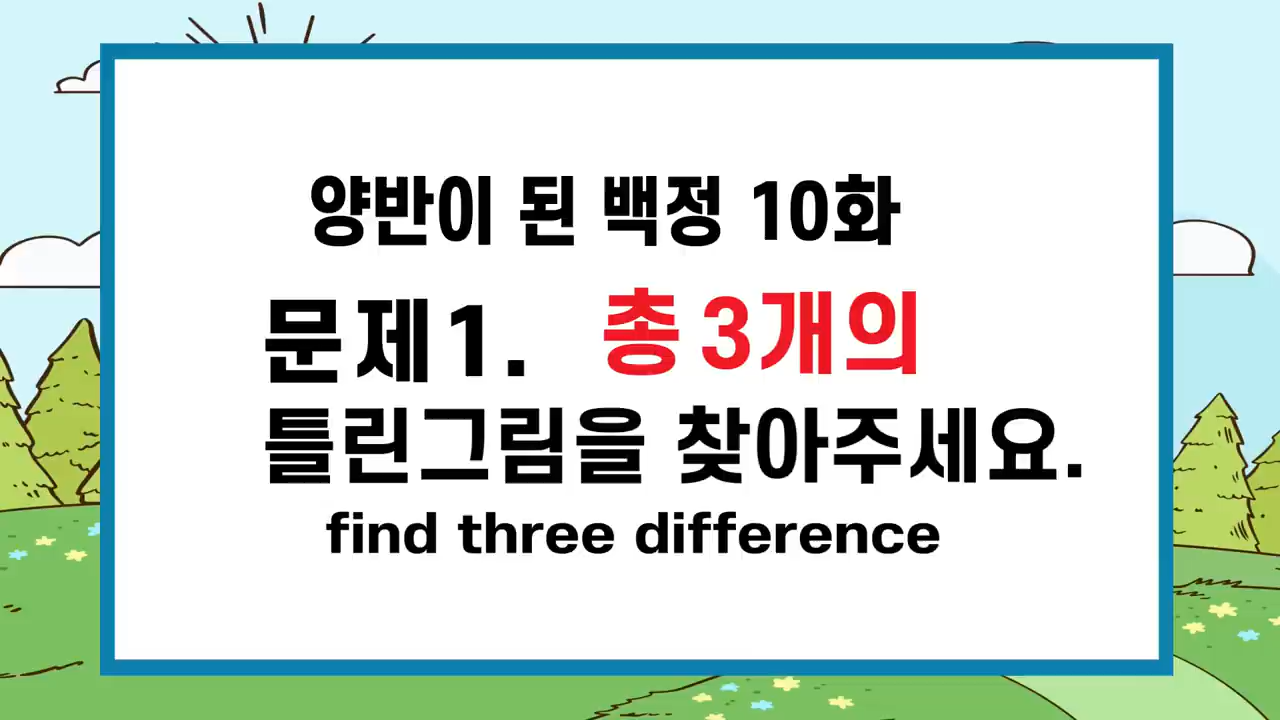 양반이 된 백정 10화
문제1. 총 3개의
틀린그림을 찾아주세요.
find three difference